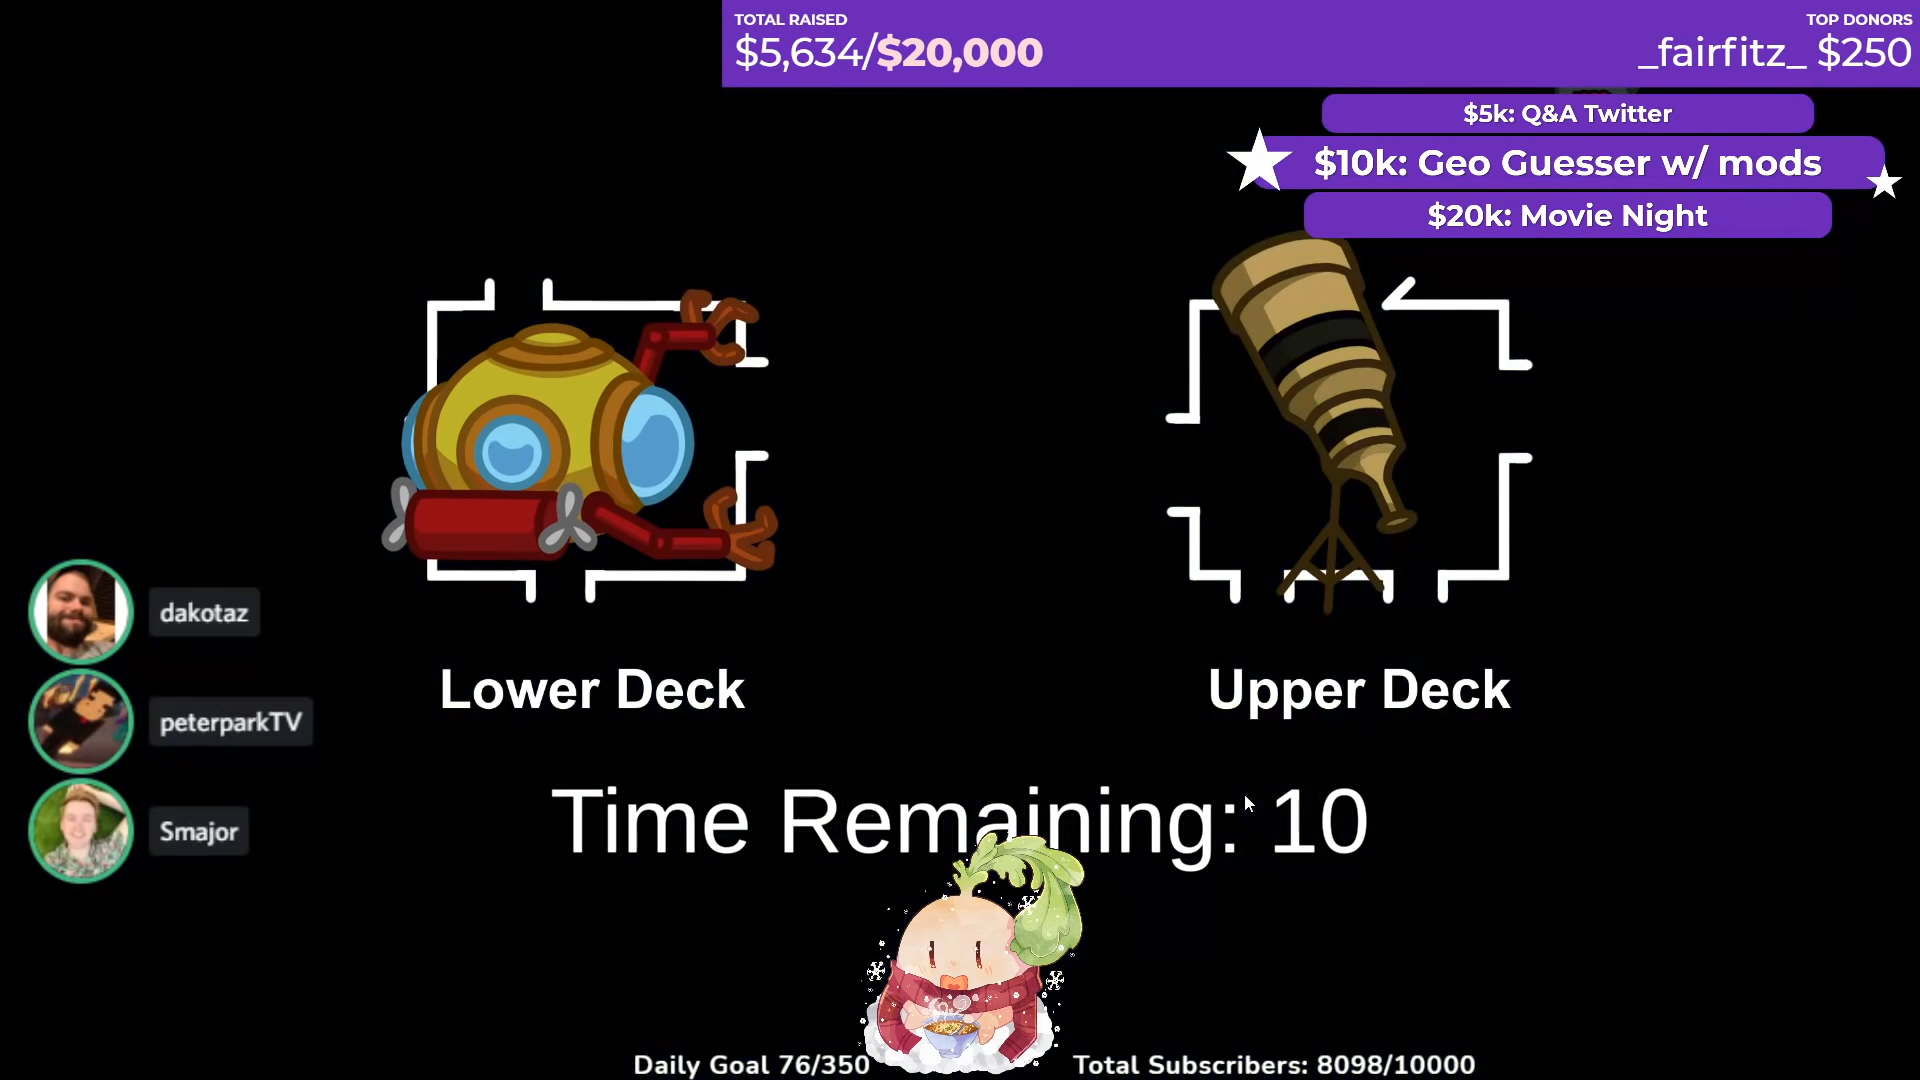 TOTAL RAISED
$5,634/$20,000
TOP DONORS
_fairfitz_ $250
$5k: Q&A Twitter
$10k: Geo Guesser w/ mods
$20k: Movie Night
dakotaz
peterparkTV
Smajor
Lower Deck
Upper Deck
Time Remaining: 10
Daily Goal 76/350
Total Subscribers: 8098/10000